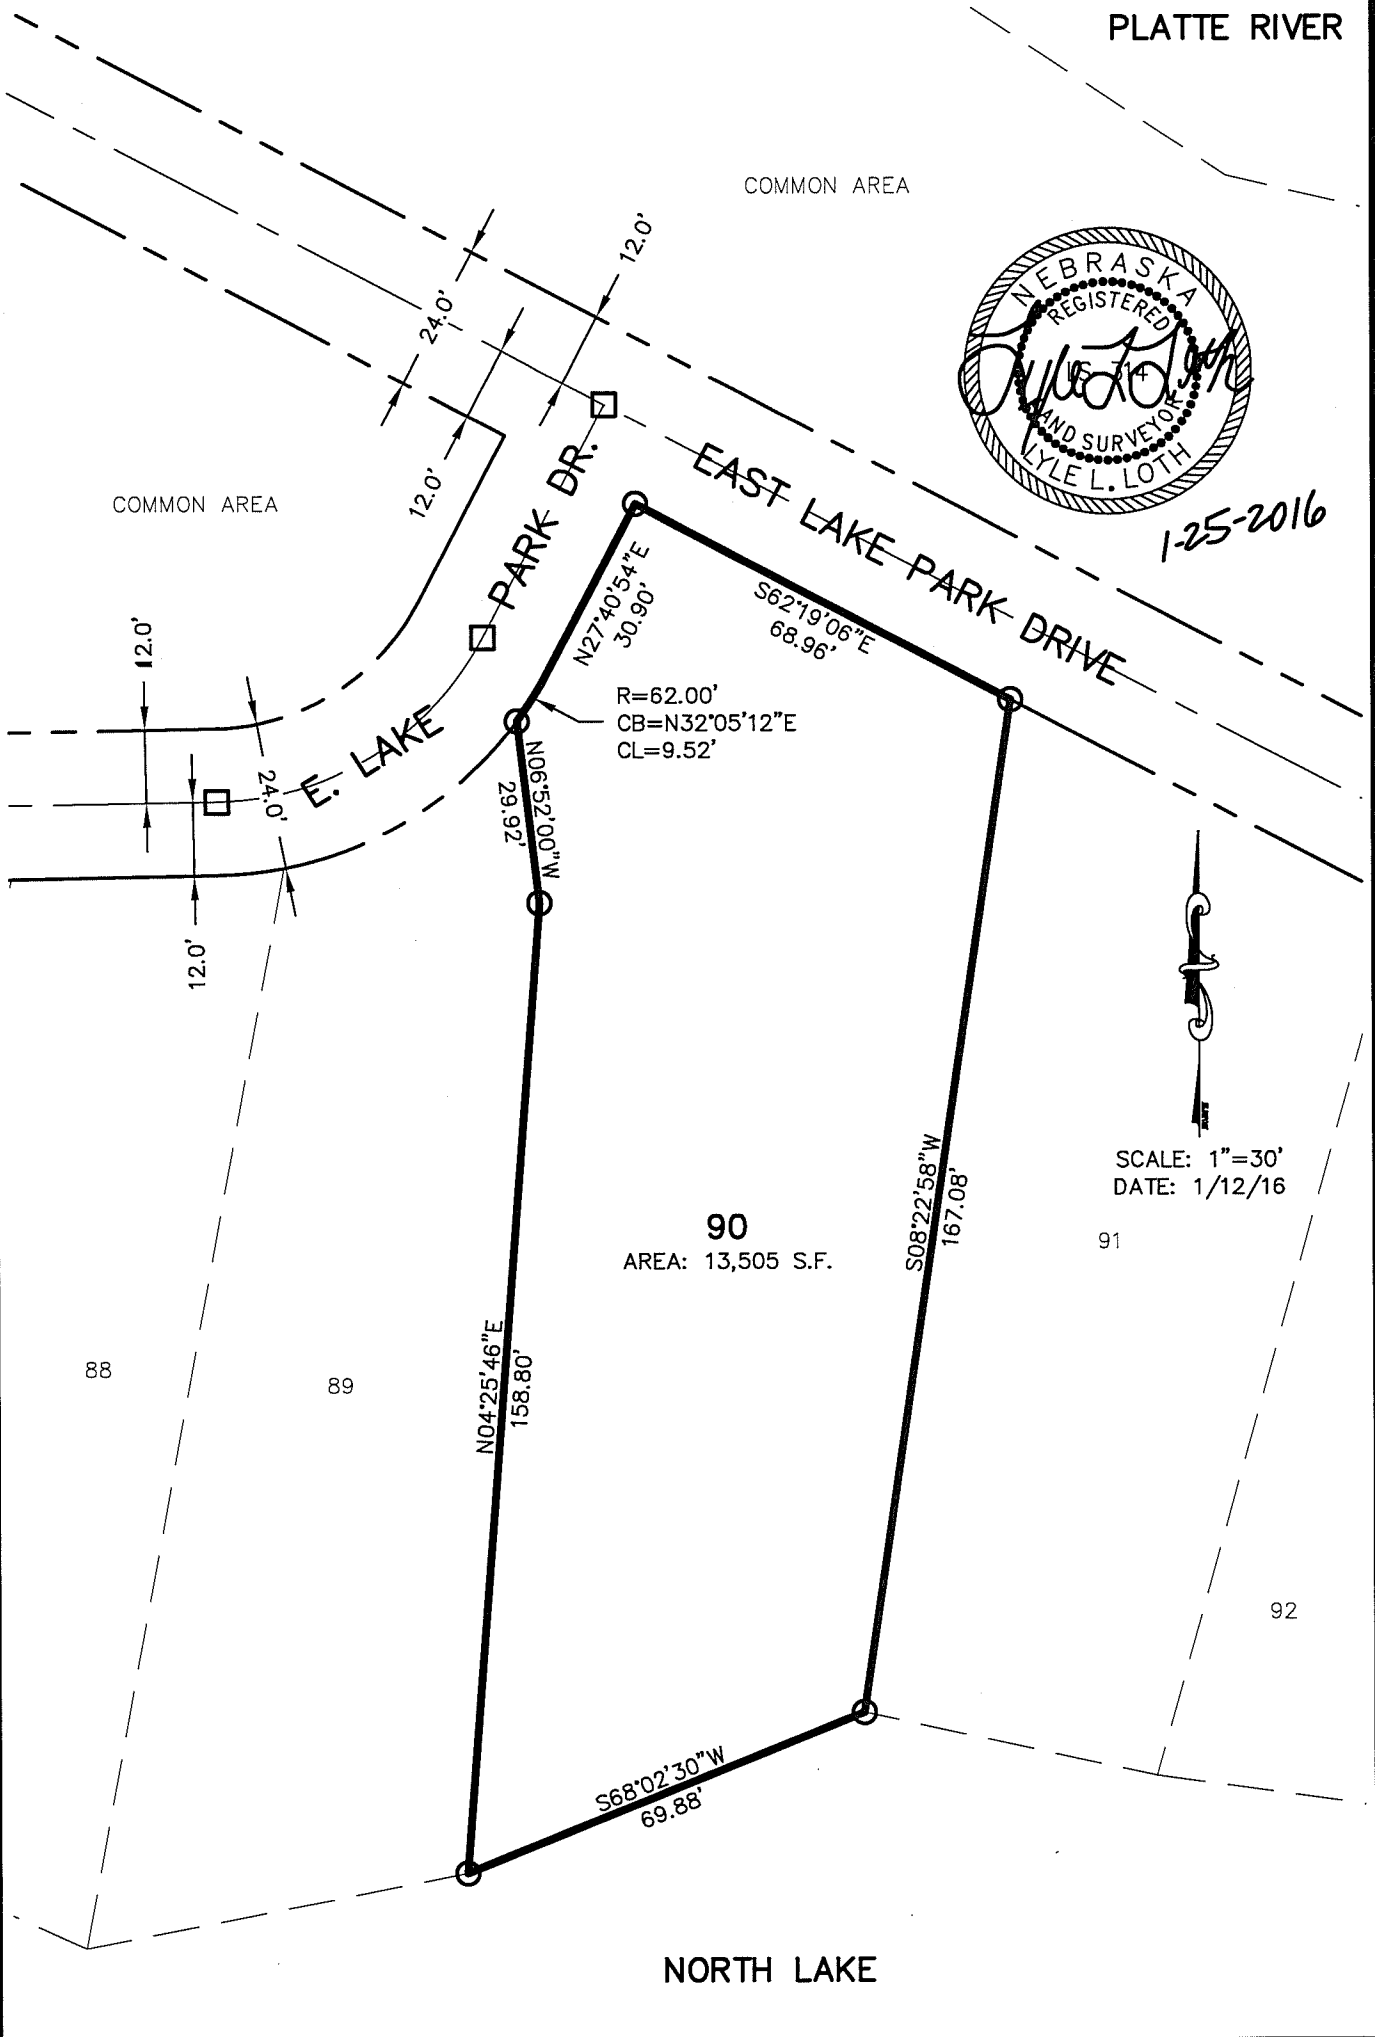 PLATTE RIVER
COMMON AREA
12.0'
24.0'
NEBRASKA
REGISTERED
LS-314
LAND SURVEYOR
LYLE L. LOTH
Lyle L. Loth
1-25-2016
12.0'
COMMON AREA
EAST LAKE PARK DRIVE
E. LAKE PARK DR.
N27°40'54"E
30.90'
S62°19'06"E
68.96'
12.0'
R=62.00'
CB=N32°05'12"E
CL=9.52'
24.0'
N06°52'00"W
29.92'
12.0'
SCALE: 1"=30'
DATE: 1/12/16
S08°22'58"W
167.08'
90
AREA: 13,505 S.F.
91
N04°25'46"E
158.80'
88
89
92
S68°02'30"W
69.88'
NORTH LAKE